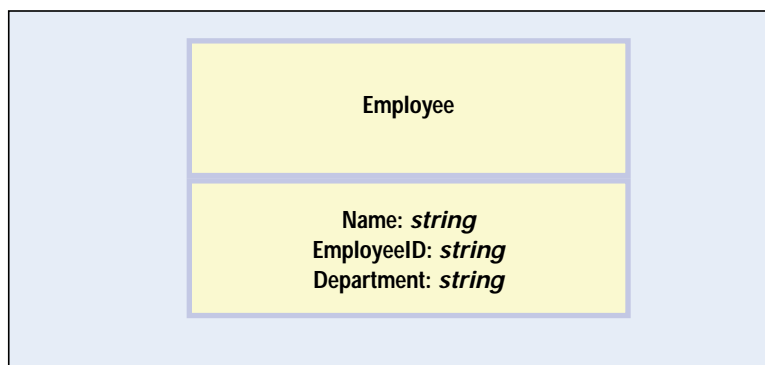 Employee
Name: string
EmployeeID: string
Department: string